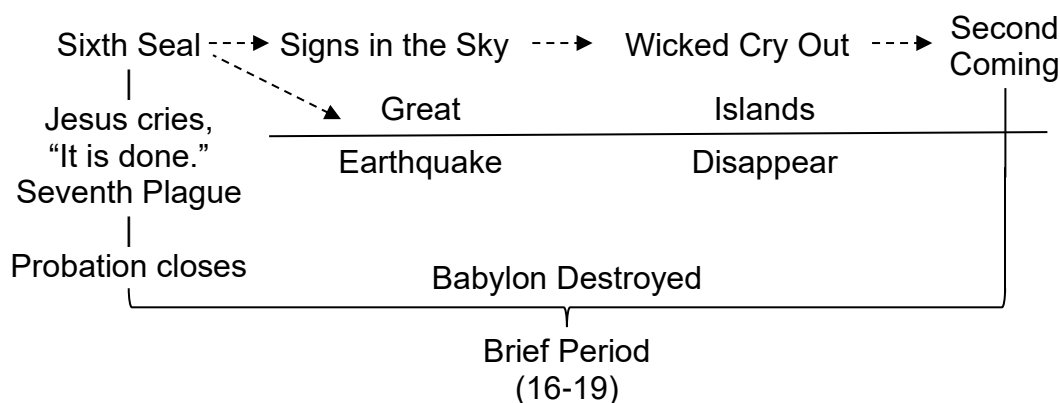 Sixth Seal
Signs in the Sky
Wicked Cry Out
Second
Coming
Jesus cries,
“It is done.”
Seventh Plague
Great
Islands
Earthquake
Disappear
Probation closes
Babylon Destroyed
Brief Period
(16-19)